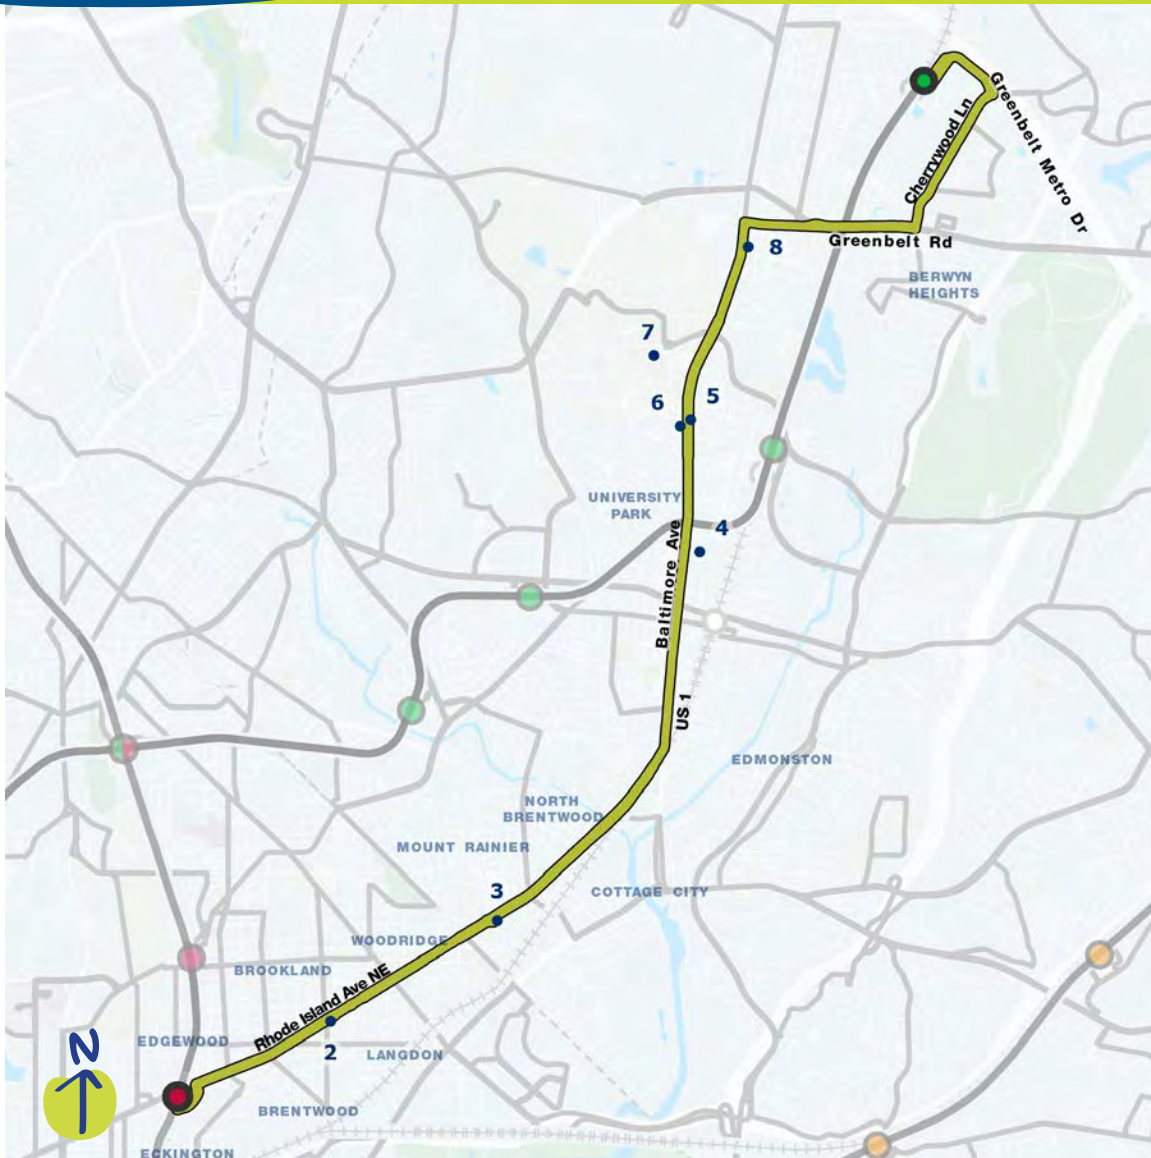 Greenbelt Metro Dr
Cherrywood Ln
Greenbelt Rd
8
BERWYN
HEIGHTS
7
5
6
UNIVERSITY
PARK
4
Baltimore Ave
US 1
EDMONSTON
NORTH
BRENTWOOD
MOUNT RAINIER
3
COTTAGE CITY
WOODRIDGE
BROOKLAND
Rhode Island Ave NE
EDGEWOOD
2
LANGDON
N
BRENTWOOD
ECKINGTON